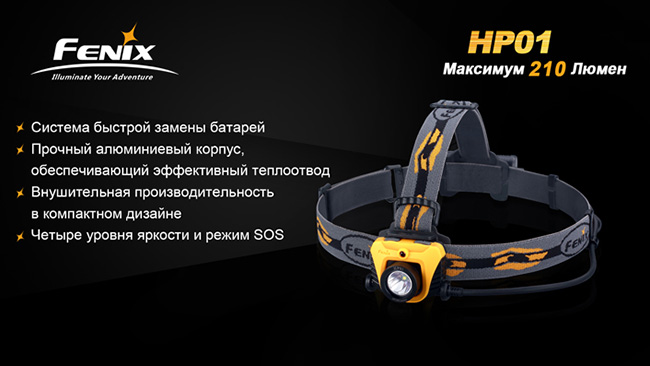 FENIX
Illuminate Your Adventure
HP01
Максимум 210 Люмен
Система быстрой замены батарей
Прочный алюминиевый корпус,
обеспечивающий эффективный теплоотвод
Внушительная производительность
в компактном дизайне
Четыре уровня яркости и режим SOS
FENIX